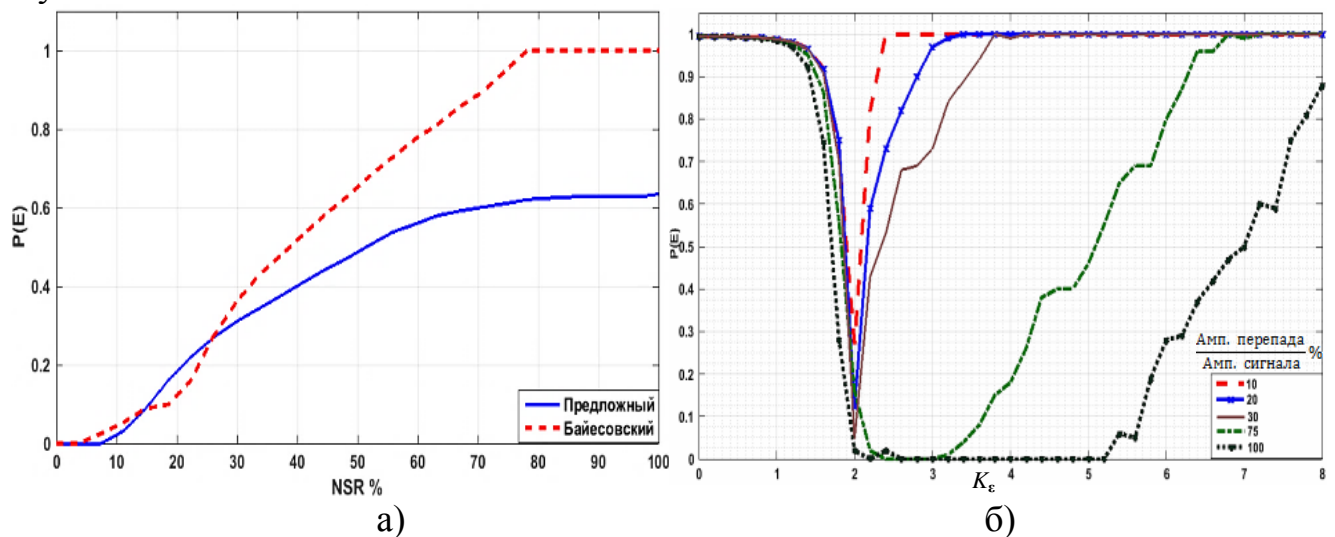 у
P(E)
1
0.8
0.6
0.4
0.2
0
0 10 20 30 40 50 60 70 80 90 100
NSR %
Предложный
Байесовский
а)
P(E)
1
0.9
0.8
0.7
0.6
0.5
0.4
0.3
0.2
0.1
0
0 1 2 3 4 5 6 7 8
Kε
Амп. перепада
Амп. сигнала %
10
20
30
75
100
б)